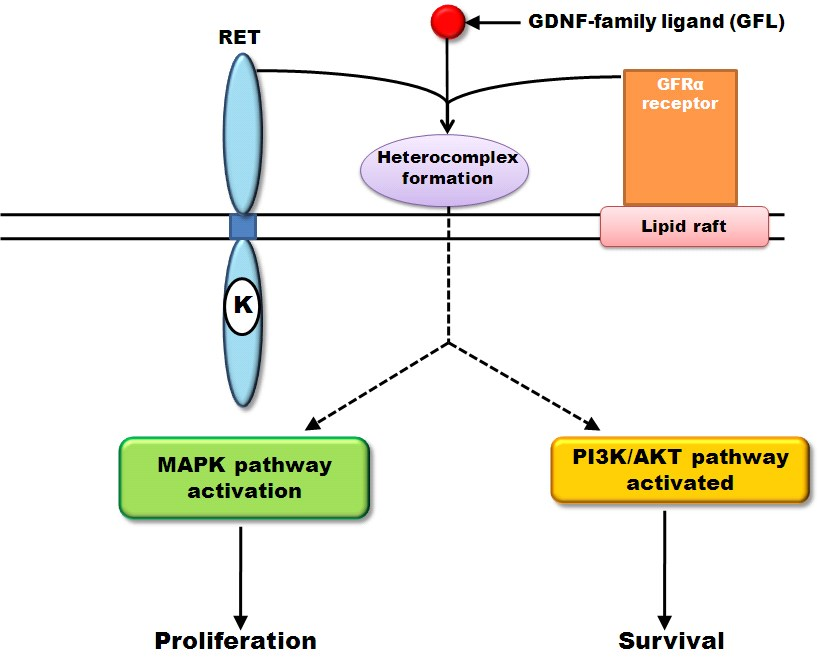 GDNF-family ligand (GFL)
RET
GFRα
receptor
Heterocomplex
formation
Lipid raft
K
MAPK pathway
activation
PI3K/AKT pathway
activated
Proliferation
Survival